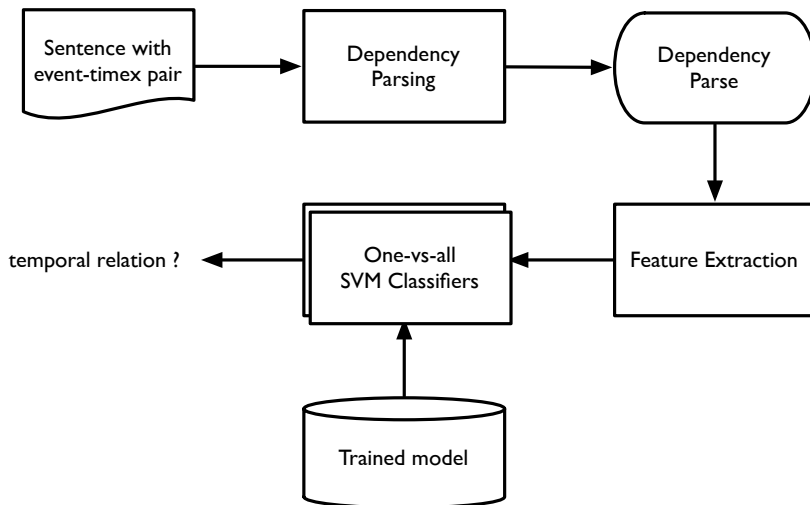 Sentence with
event-timex pair
Dependency
Parsing
Dependency
Parse
temporal relation ?
One-vs-all
SVM Classifiers
Feature Extraction
Trained model